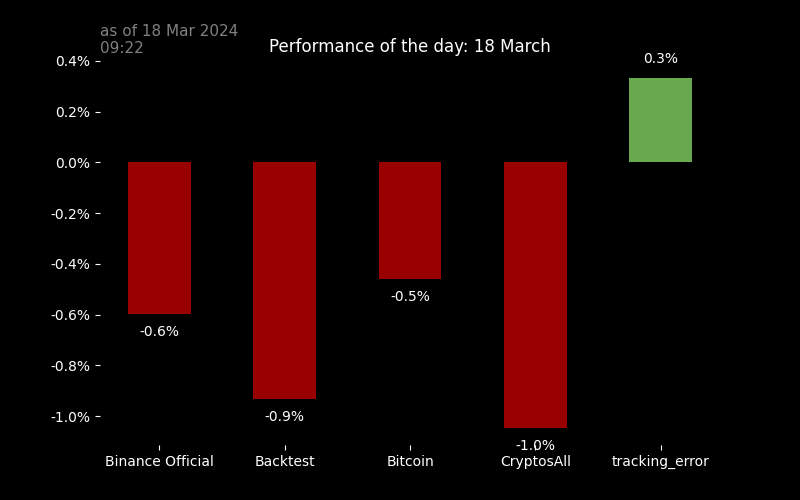 as of 18 Mar 2024
09:22
Performance of the day: 18 March
0.4%
0.2%
0.0%
-0.2%
-0.4%
-0.6%
-0.8%
-1.0%
-0.6%
-0.9%
-0.5%
-1.0%
0.3%
Binance Official
Backtest
Bitcoin
CryptosAll
tracking_error